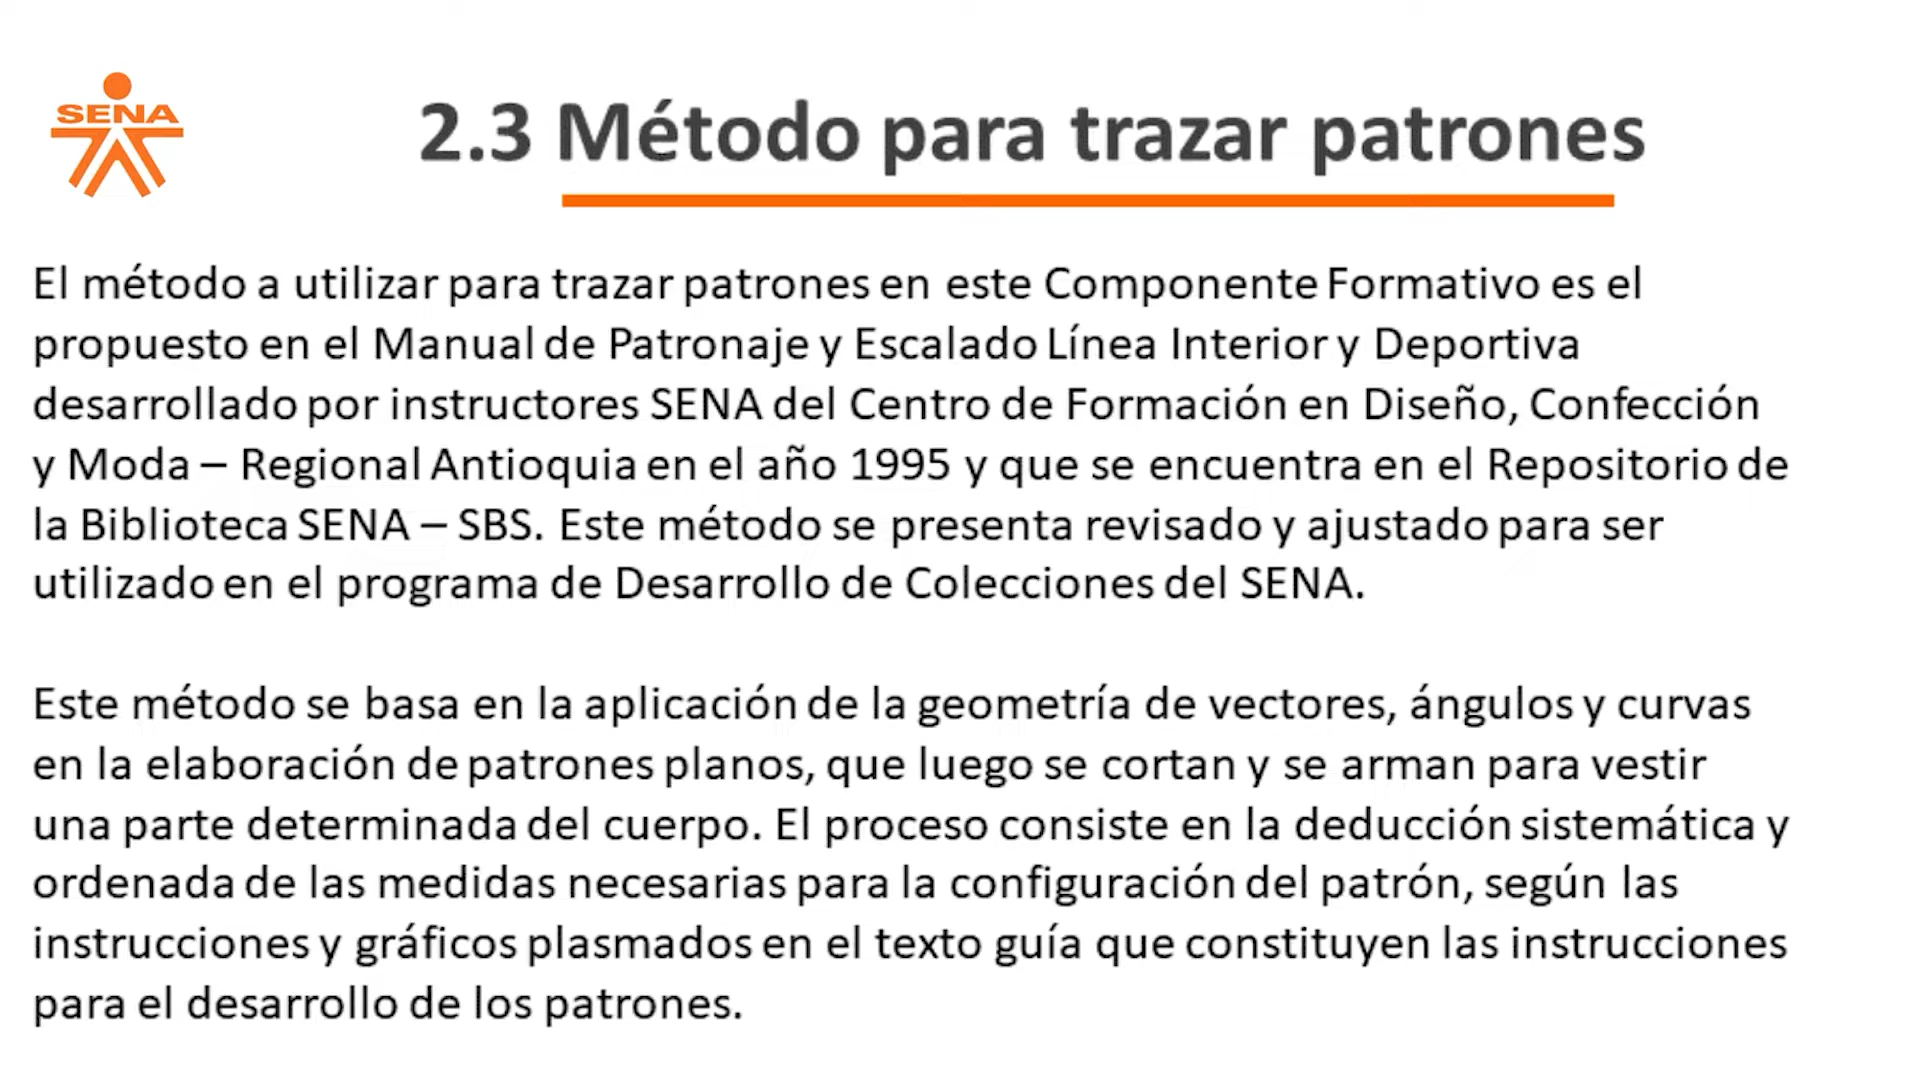 SENA
2.3 Método para trazar patrones
El método a utilizar para trazar patrones en este Componente Formativo es el
propuesto en el Manual de Patronaje y Escalado Línea Interior y Deportiva
desarrollado por instructores SENA del Centro de Formación en Diseño, Confección
y Moda – Regional Antioquia en el año 1995 y que se encuentra en el Repositorio de
la Biblioteca SENA – SBS. Este método se presenta revisado y ajustado para ser
utilizado en el programa de Desarrollo de Colecciones del SENA.
Este método se basa en la aplicación de la geometría de vectores, ángulos y curvas
en la elaboración de patrones planos, que luego se cortan y se arman para vestir
una parte determinada del cuerpo. El proceso consiste en la deducción sistemática y
ordenada de las medidas necesarias para la configuración del patrón, según las
instrucciones y gráficos plasmados en el texto guía que constituyen las instrucciones
para el desarrollo de los patrones.